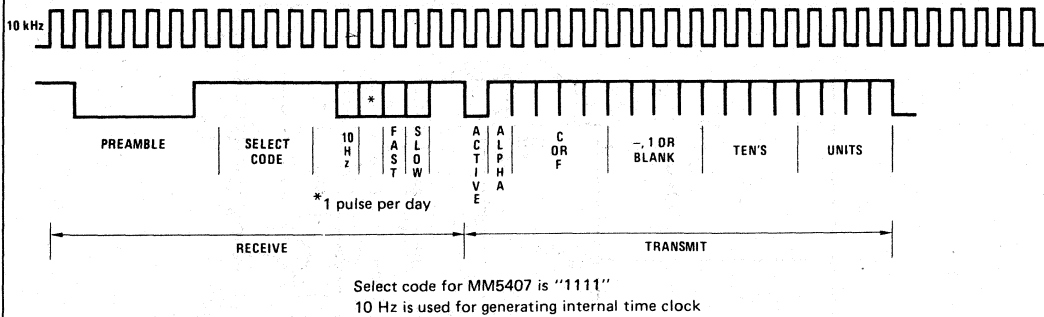 10 kHz
*
PREAMBLE
SELECT
CODE
10
H
z
F
A
S
T
S
L
O
W
A
C
T
I
V
E
A
L
P
H
A
C
OR
F
–, 1 OR
BLANK
TEN'S
UNITS
*1 pulse per day
RECEIVE
TRANSMIT
Select code for MM5407 is "1111"
10 Hz is used for generating internal time clock